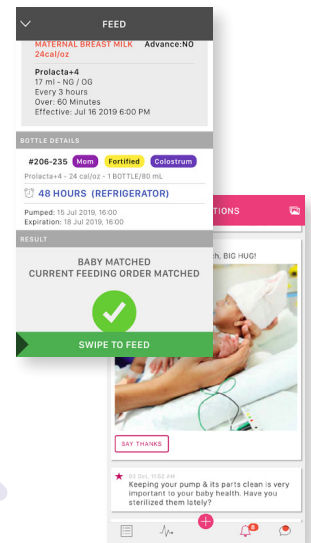 FEED
MATERNAL BREAST MILK Advance:NO
24cal/oz
Prolacta+4
17 ml - NG / OG
Every 3 hours
Over: 60 Minutes
Effective: Jul 16 2019 6:00 PM
BOTTLE DETAILS
#206-235 Mom Fortified Colostrum
Prolacta+4 - 24 cal/oz - 1 BOTTLE/80 mL
48 HOURS (REFRIGERATOR)
Pumped: 15 Jul 2019, 16:00
Expiration: 18 Jul 2019, 16:00
RESULT
BABY MATCHED
CURRENT FEEDING ORDER MATCHED
SWIPE TO FEED
TIONS
h, BIG HUG!
SAY THANKS
03 Oct, 11:52 AM
Keeping your pump & its parts clean is very
important to your baby health. Have you
sterilized them lately?